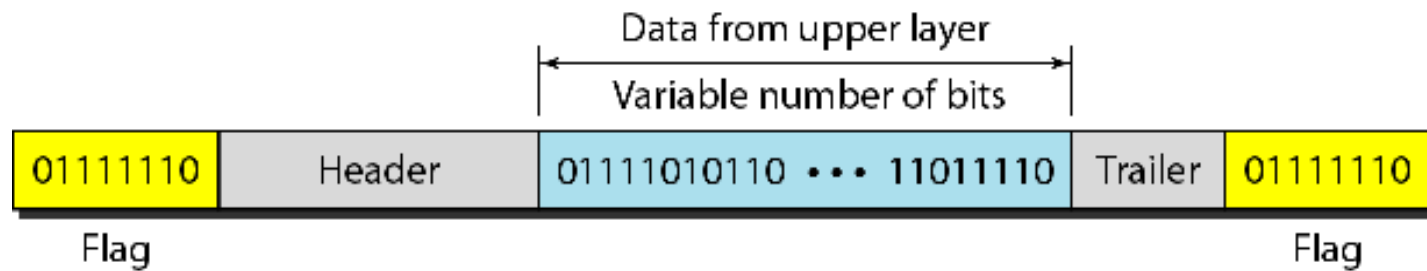 Data from upper layer
Variable number of bits
01111110 Header 01111010110 ••• 11011110 Trailer 01111110
Flag Flag